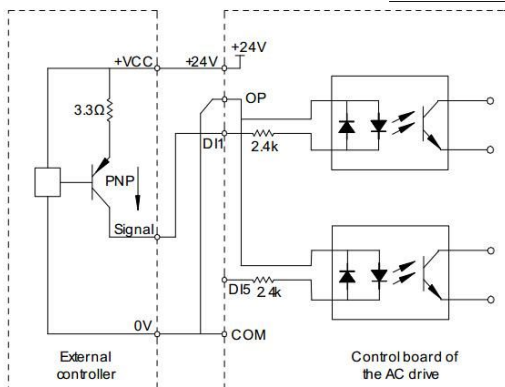 +24V
+VCC
+24V
OP
3.3Ω
DI1
2.4k
PNP
Signal
DI5
2.4k
0V
COM
External
controller
Control board of
the AC drive